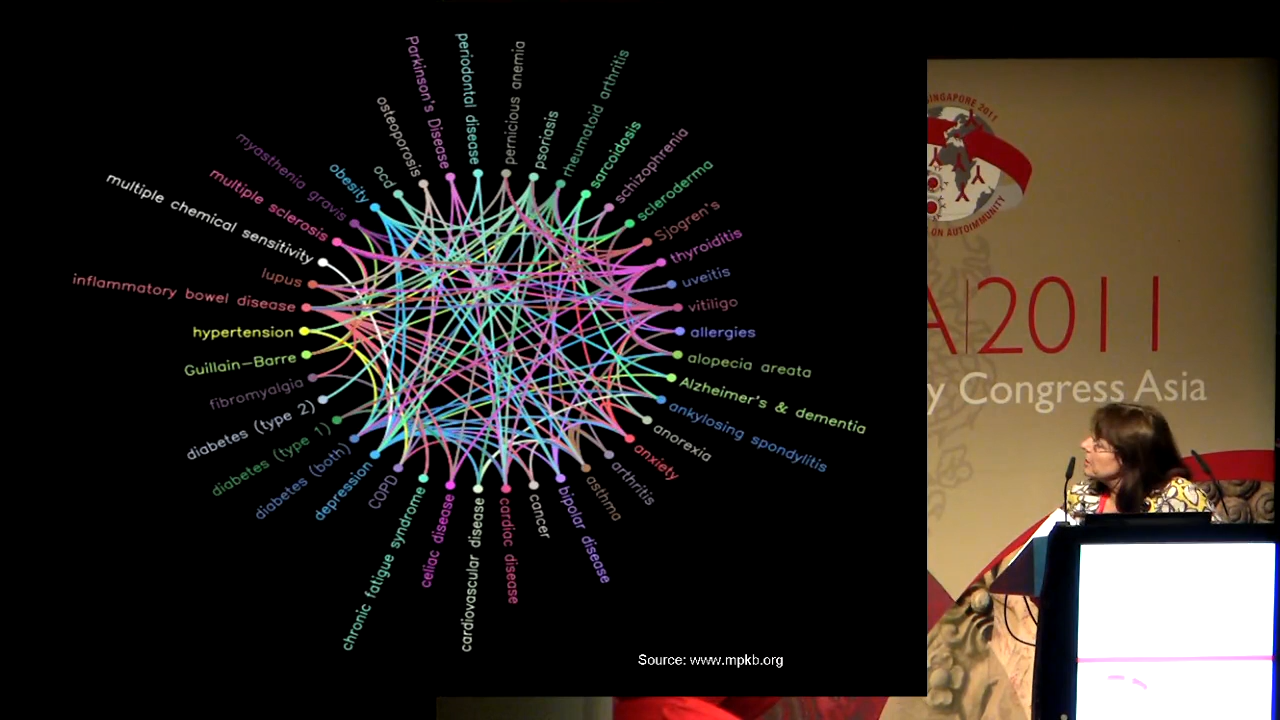 Parkinson's Disease
periodontal disease
pernicious anemia
psoriasis
rheumatoid arthritis
sarcoidosis
schizophrenia
scleroderma
Sjogren's
thyroiditis
uveitis
vitiligo
allergies
alopecia areata
Alzheimer's & dementia
ankylosing spondylitis
anorexia
anxiety
arthritis
asthma
bipolar disease
cancer
cardiac disease
cardiovascular disease
celiac disease
chronic fatigue syndrome
COPD
depression
diabetes (both)
diabetes (type 1)
diabetes (type 2)
fibromyalgia
Guillain-Barre
hypertension
inflammatory bowel disease
lupus
multiple chemical sensitivity
multiple sclerosis
myasthenia gravis
obesity
ocd
osteoporosis
Source: www.mpkb.org
SINGAPORE 2011
ON AUTOIMMUNITY
A|2011
y Congress Asia